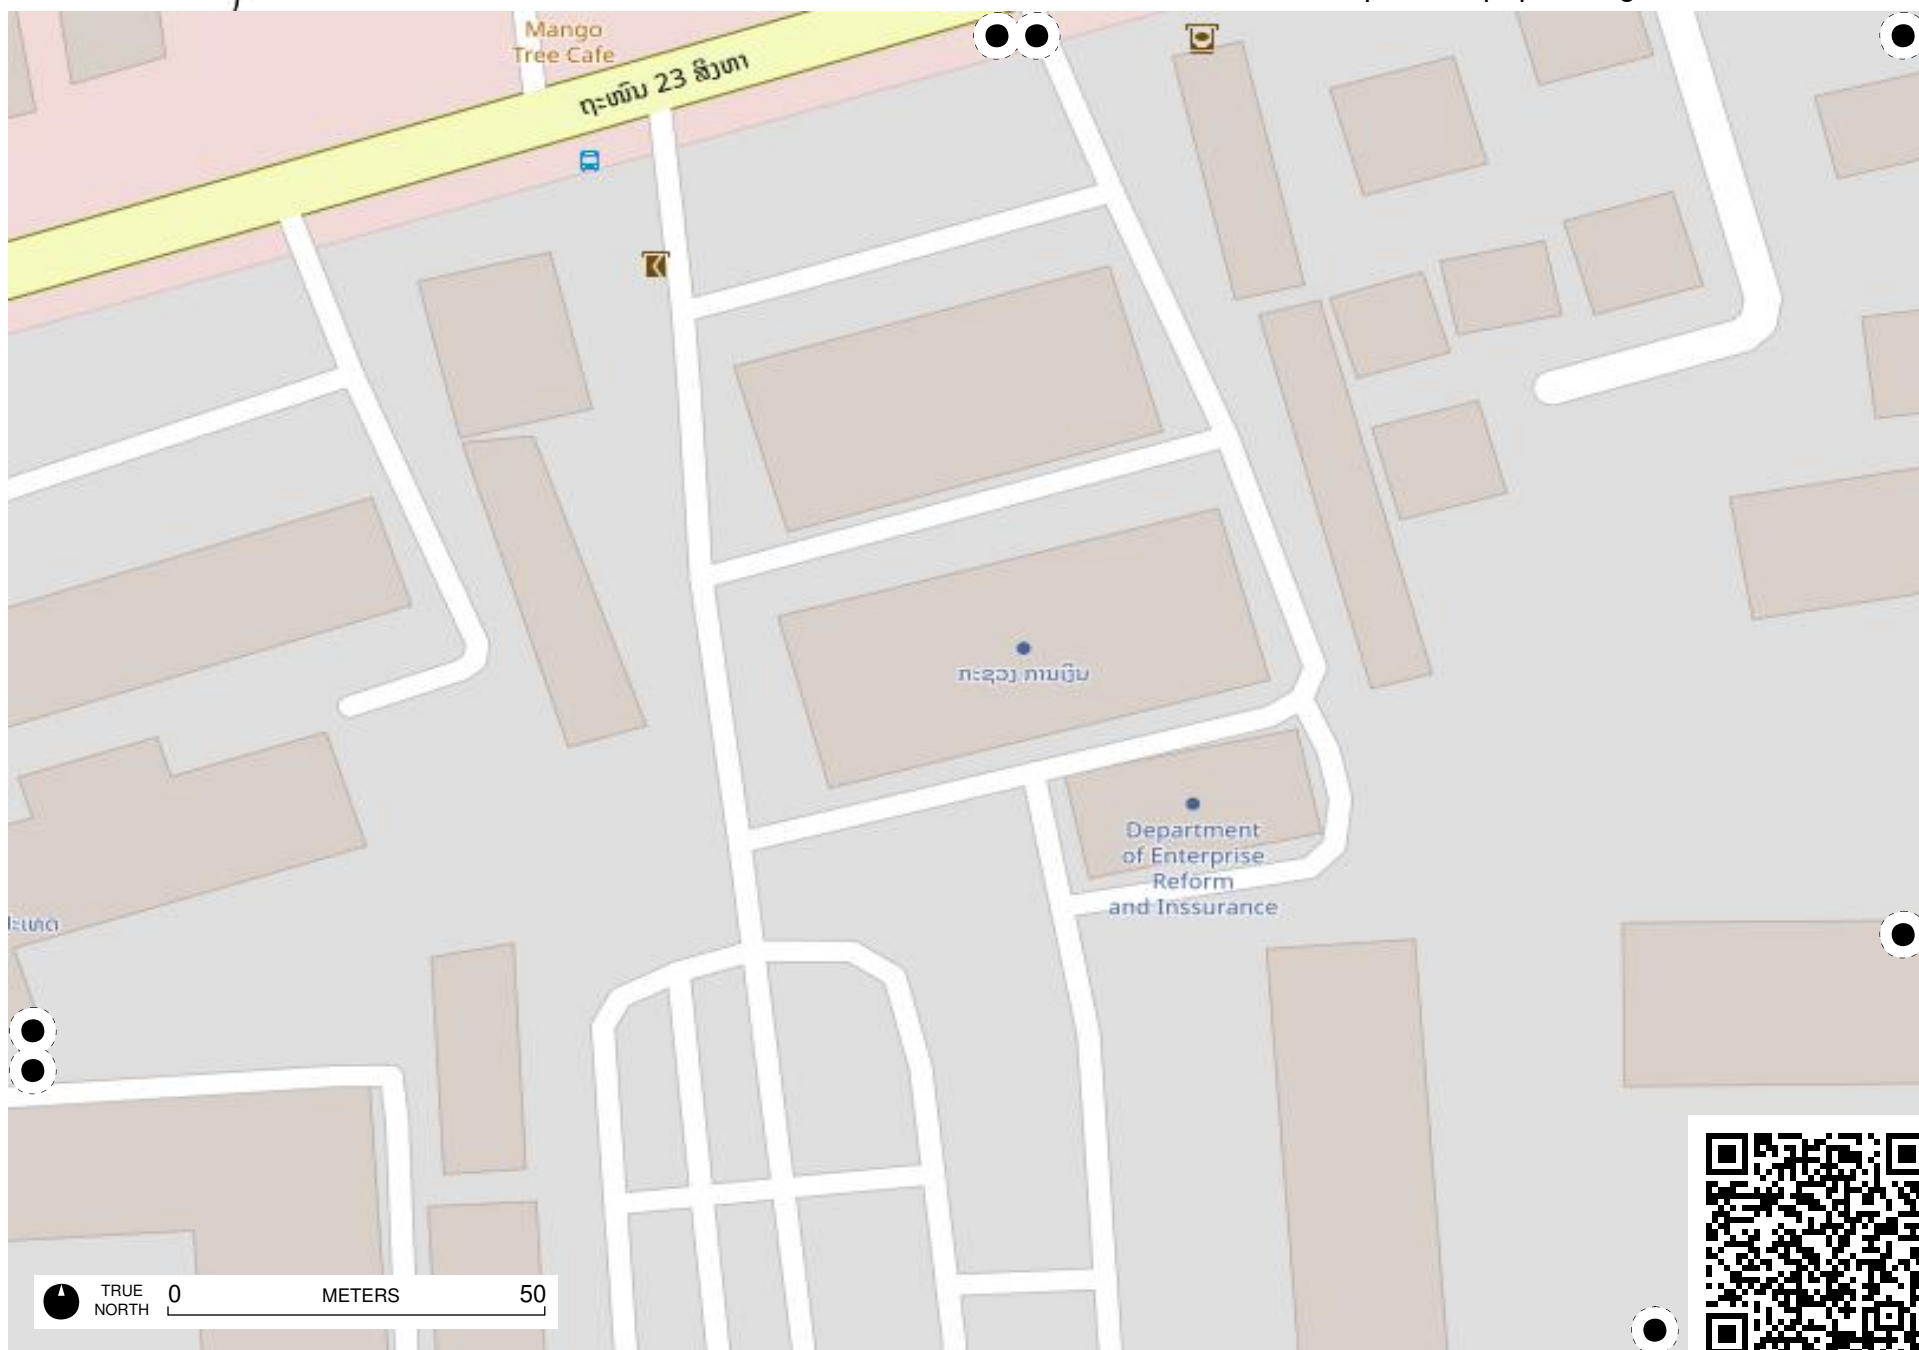 Mango
Tree Cafe
ຖະໜົນ 23 ສິງຫາ
ກະຊວງ ການເງິນ
Department
of Enterprise
Reform
and Inssurance
TRUE
NORTH
0
METERS
50